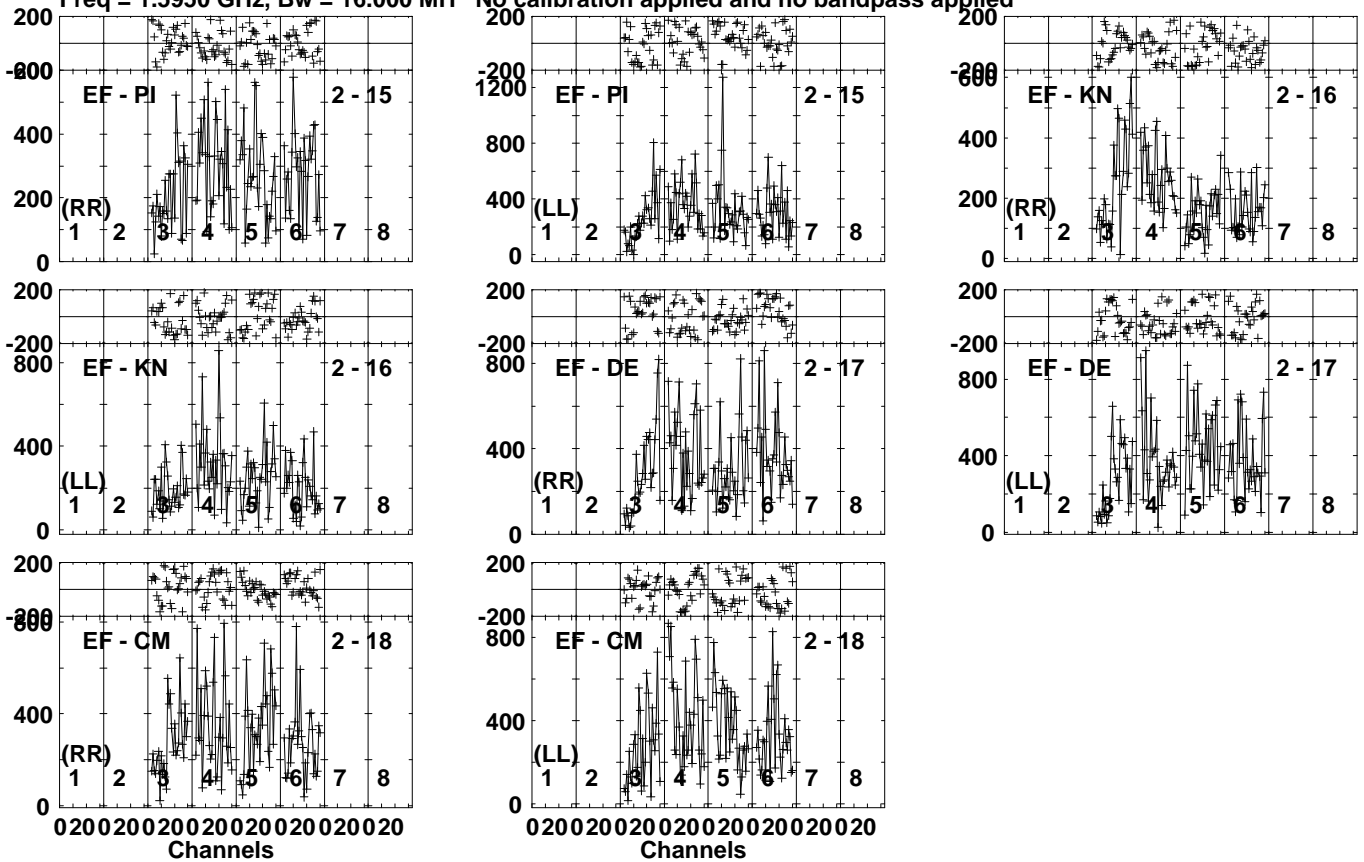 Freq = 1.5950 GHz, Bw = 16.000 MH No calibration applied and no bandpass applied
200 200 200
-200 -200
600 1200 600
EF - PI 2 - 15 EF - PI 2 - 15 EF - KN 2 - 16
400 800 400
200 400 200
(RR) (LL) (RR)
1 2 3 4 5 6 7 8 1 2 3 4 5 6 7 8 1 2 3 4 5 6 7 8
0 0 0
200 200 200
-200 -200 -200
800 800 800
EF - KN 2 - 16 EF - DE 2 - 17 EF - DE 2 - 17
400 400 400
(LL) (RR) (LL)
1 2 3 4 5 6 7 8 1 2 3 4 5 6 7 8 1 2 3 4 5 6 7 8
0 0 0
200 200
-200 -200
800 800
EF - CM 2 - 18 EF - CM 2 - 18
400 400
(RR) (LL)
1 2 3 4 5 6 7 8 1 2 3 4 5 6 7 8
0 0
0 20 0 20 0 20 0 20 0 20 0 20 0 20 0 20 0 20 0 20 0 20 0 20 0 20 0 20 0 20 0 20
Channels Channels